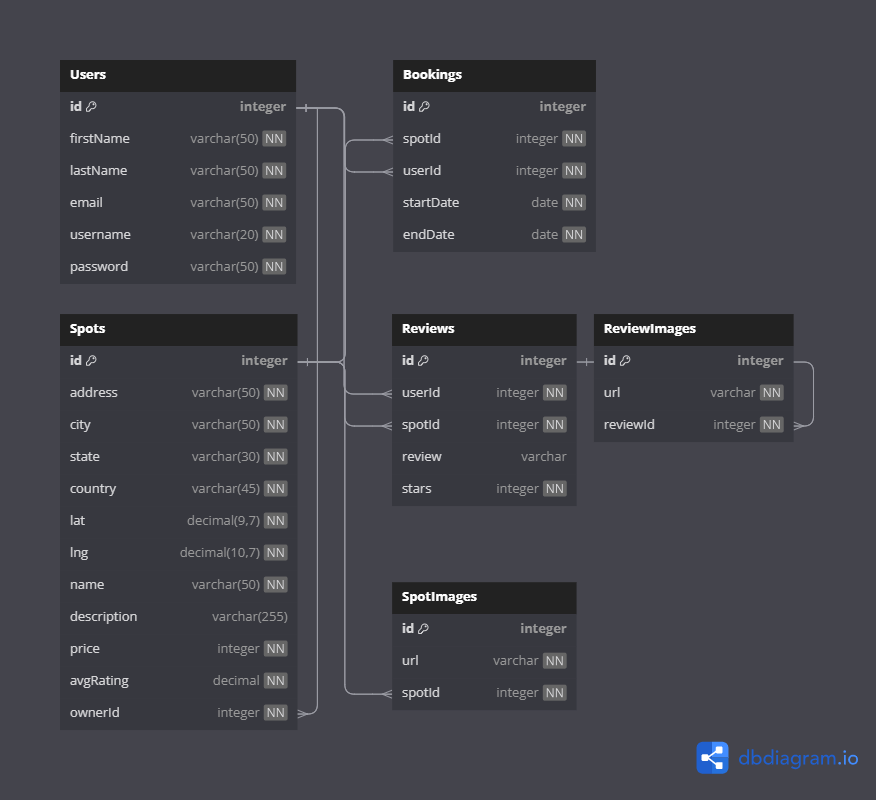 Users
id integer
firstName varchar(50) NN
lastName varchar(50) NN
email varchar(50) NN
username varchar(20) NN
password varchar(50) NN
Bookings
id integer
spotId integer NN
userId integer NN
startDate date NN
endDate date NN
Spots
id integer
address varchar(50) NN
city varchar(50) NN
state varchar(30) NN
country varchar(45) NN
lat decimal(9,7) NN
lng decimal(10,7) NN
name varchar(50) NN
description varchar(255)
price integer NN
avgRating decimal NN
ownerId integer NN
Reviews
id integer
userId integer NN
spotId integer NN
review varchar
stars integer NN
ReviewImages
id integer
url varchar NN
reviewId integer NN
SpotImages
id integer
url varchar NN
spotId integer NN
dbdiagram.io